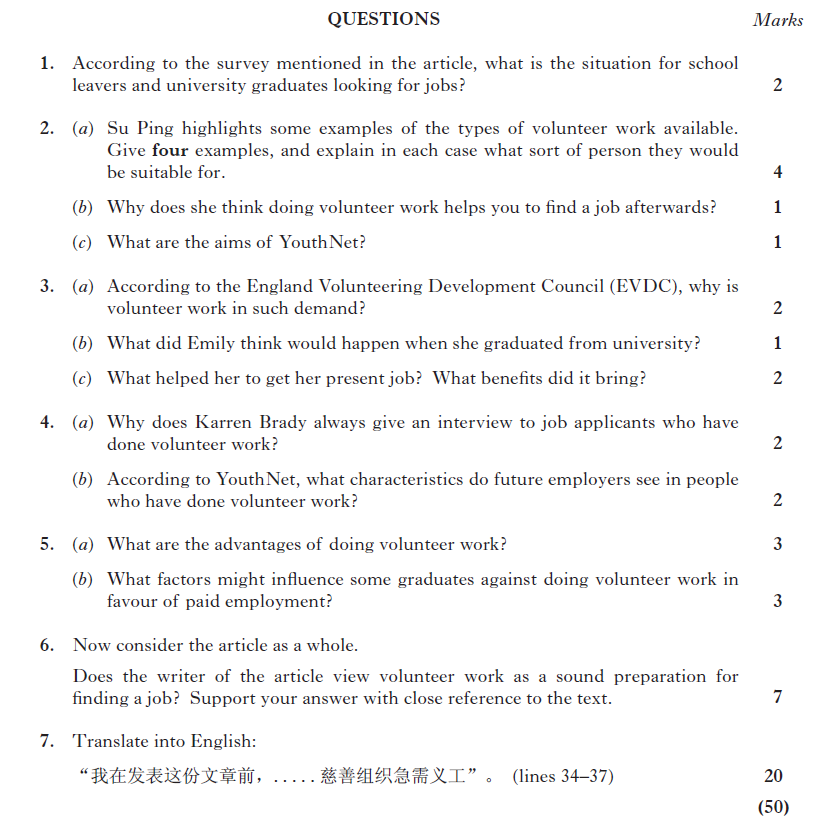 QUESTIONS Marks
1. According to the survey mentioned in the article, what is the situation for school
leavers and university graduates looking for jobs? 2
2. (a) Su Ping highlights some examples of the types of volunteer work available.
Give four examples, and explain in each case what sort of person they would
be suitable for. 4
(b) Why does she think doing volunteer work helps you to find a job afterwards? 1
(c) What are the aims of YouthNet? 1
3. (a) According to the England Volunteering Development Council (EVDC), why is
volunteer work in such demand? 2
(b) What did Emily think would happen when she graduated from university? 1
(c) What helped her to get her present job? What benefits did it bring? 2
4. (a) Why does Karren Brady always give an interview to job applicants who have
done volunteer work? 2
(b) According to YouthNet, what characteristics do future employers see in people
who have done volunteer work? 2
5. (a) What are the advantages of doing volunteer work? 3
(b) What factors might influence some graduates against doing volunteer work in
favour of paid employment? 3
6. Now consider the article as a whole.
Does the writer of the article view volunteer work as a sound preparation for
finding a job? Support your answer with close reference to the text. 7
7. Translate into English:
“我在发表这份文章前，. . . . . 慈善组织急需义工”。 (lines 34–37) 20
(50)